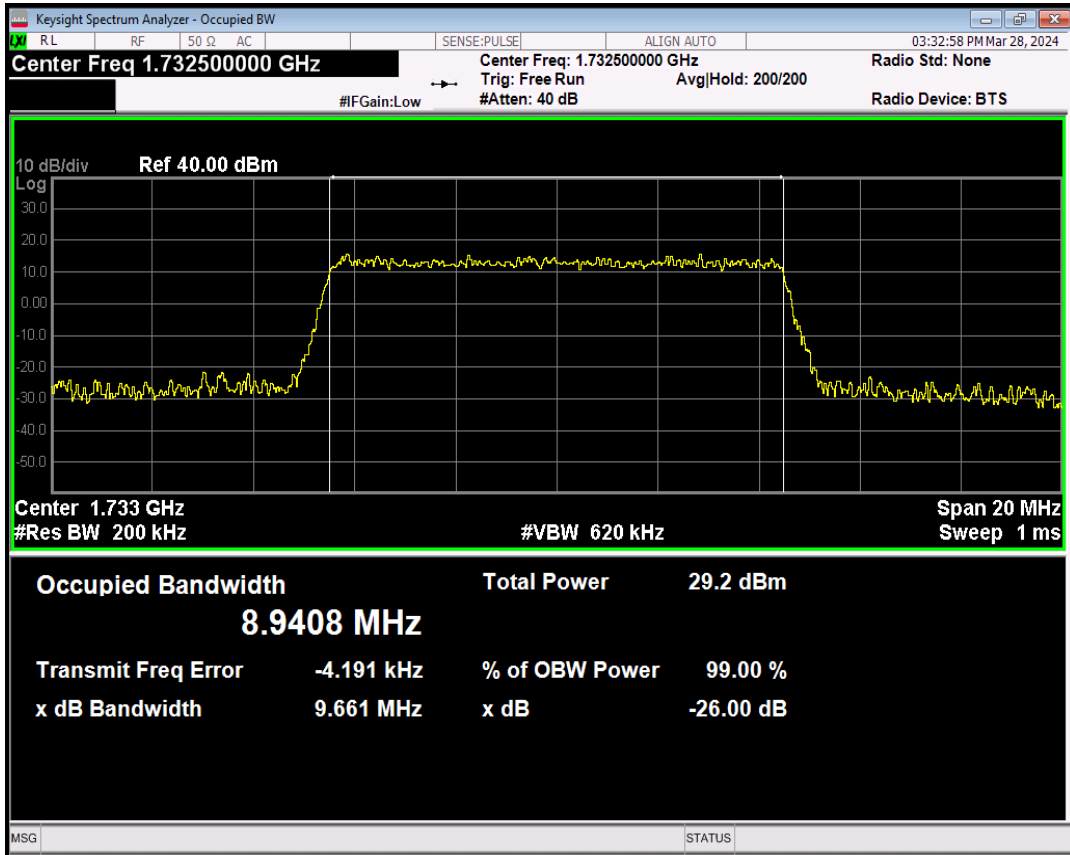 Keysight Spectrum Analyzer - Occupied BW
LXI RL RF 50 Ω AC SENSE:PULSE ALIGN AUTO 03:32:58 PM Mar 28, 2024
Center Freq 1.732500000 GHz
Center Freq: 1.732500000 GHz Radio Std: None
Trig: Free Run Avg|Hold: 200/200
#IFGain:Low #Atten: 40 dB Radio Device: BTS
10 dB/div Ref 40.00 dBm
Log
30.0
20.0
10.0
0.00
-10.0
-20.0
-30.0
-40.0
-50.0
Center 1.733 GHz Span 20 MHz
#Res BW 200 kHz #VBW 620 kHz Sweep 1 ms
Occupied Bandwidth Total Power 29.2 dBm
8.9408 MHz
Transmit Freq Error -4.191 kHz % of OBW Power 99.00 %
x dB Bandwidth 9.661 MHz x dB -26.00 dB
MSG STATUS